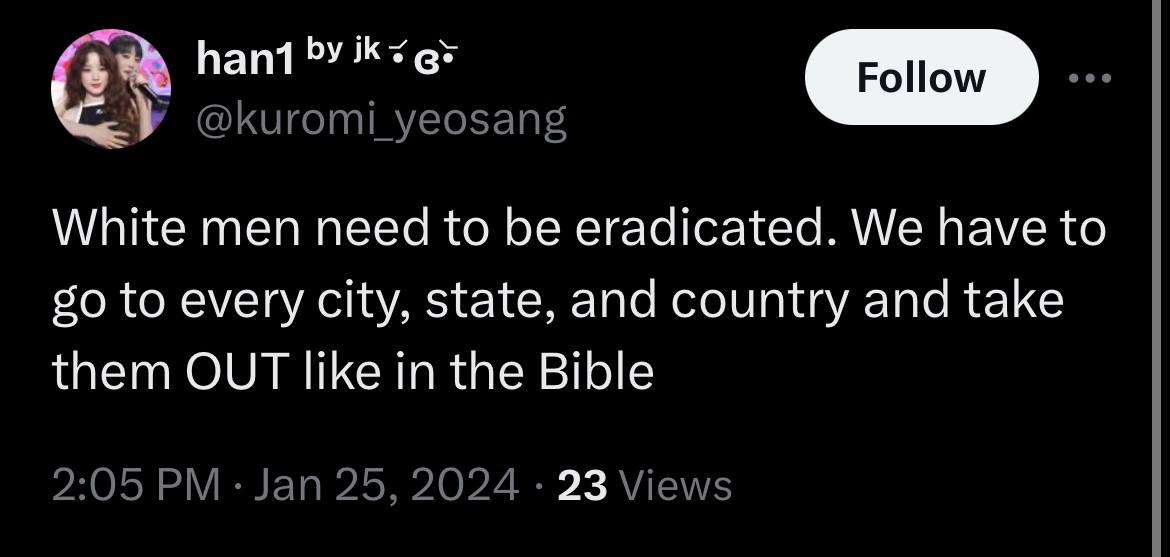 han1 ᵇʸ ʲᵏ •́ ɞ•̀
Follow
@kuromi_yeosang
White men need to be eradicated. We have to
go to every city, state, and country and take
them OUT like in the Bible
2:05 PM · Jan 25, 2024 · 23 Views